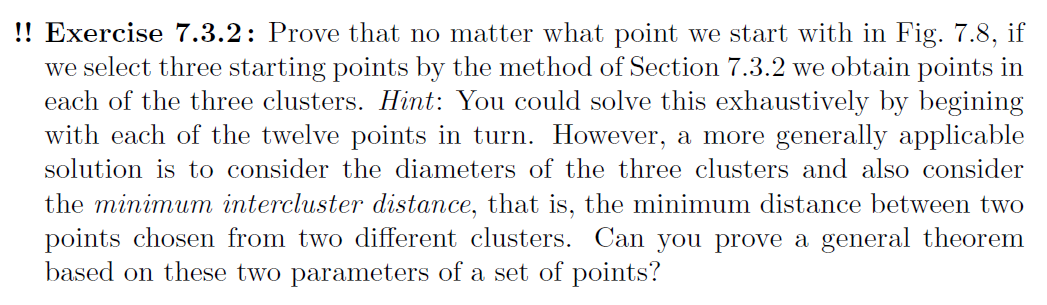 !! Exercise 7.3.2: Prove that no matter what point we start with in Fig. 7.8, if
we select three starting points by the method of Section 7.3.2 we obtain points in
each of the three clusters. Hint: You could solve this exhaustively by begining
with each of the twelve points in turn. However, a more generally applicable
solution is to consider the diameters of the three clusters and also consider
the minimum intercluster distance, that is, the minimum distance between two
points chosen from two different clusters. Can you prove a general theorem
based on these two parameters of a set of points?